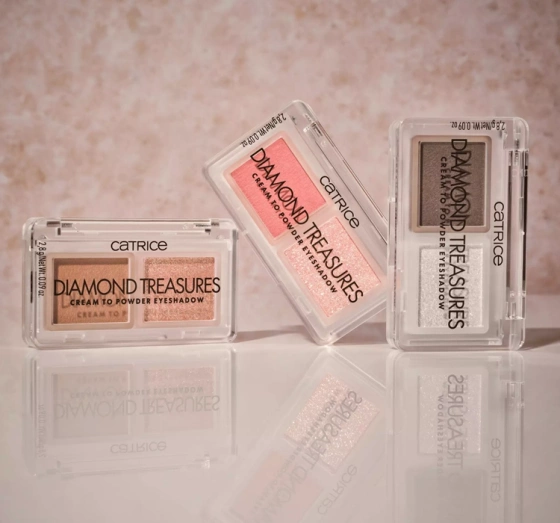 CATRICE
DIAMOND TREASURES
CREAM TO POWDER EYESHADOW
CREAM TO P
2,8 g/Net Wt. 0.09 oz.
CATRICE
DIAMOND TREASURES
CREAM TO POWDER EYESHADOW
2,8 g/Net Wt. 0.09 oz.
CATRICE
DIAMOND TREASURES
CREAM TO POWDER EYESHADOW
2,8 g/Net Wt. 0.09 oz